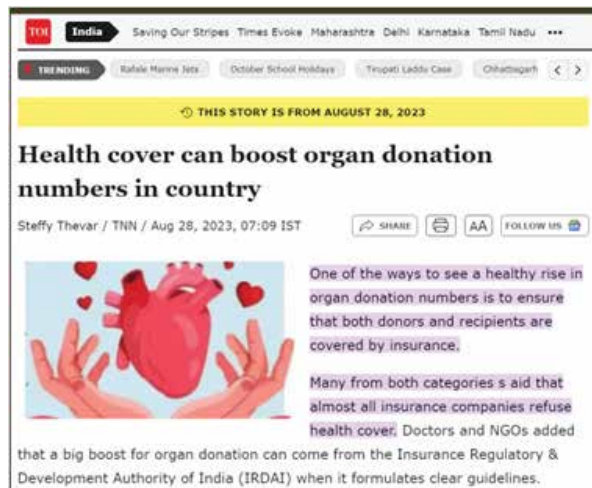 TOI India Saving Our Stripes Times Evoke Maharashtra Delhi Karnataka Tamil Nadu •••
TRENDING Rafale Marine Jets October School Holidays Tirupati Laddu Case Chhattisgarh < >
THIS STORY IS FROM AUGUST 28, 2023
Health cover can boost organ donation
numbers in country
Steffy Thevar / TNN / Aug 28, 2023, 07:09 IST SHARE AA FOLLOW US
One of the ways to see a healthy rise in
organ donation numbers is to ensure
that both donors and recipients are
covered by insurance.
Many from both categories s aid that
almost all insurance companies refuse
health cover. Doctors and NGOs added
that a big boost for organ donation can come from the Insurance Regulatory &
Development Authority of India (IRDAI) when it formulates clear guidelines.